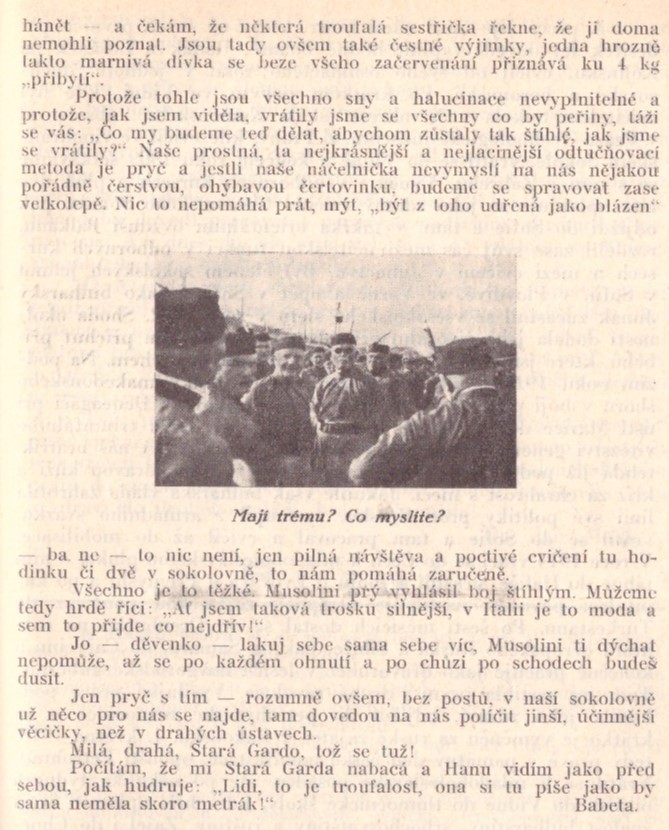 hánět — a čekám, že některá troufalá sestřička řekne, že ji doma
nemohli poznat. Jsou tady ovšem také čestné výjimky, jedna hrozně
takto marnivá dívka se beze všeho začervenání přiznává ku 4 kg
„přibytí“.
Protože tohle jsou všechno sny a halucinace nevyplnitelné a
protože, jak jsem viděla, vrátily jsme se všechny co by peřiny, táži
se vás: „Co my budeme teď dělat, abychom zůstaly tak štíhlé, jak jsme
se vrátily?“ Naše prostná, ta nejkrásnější a nejlacinější odtučňovací
metoda je pryč a jestli naše náčelnička nevymyslí na nás nějakou
pořádně čerstvou, ohýbavou čertovinku, budeme se spravovat zase
velkolepě. Nic to nepomáhá prát, mýt, „být z toho udřená jako blázen“
Mají trému? Co myslíte?
— ba ne — to nic není, jen pilná návštěva a poctivé cvičení tu ho-
dinku či dvě v sokolovně, to nám pomáhá zaručeně.
Všechno je to těžké. Musolini prý vyhlásil boj štíhlým. Můžeme
tedy hrdě říci: „Ať jsem taková trošku silnější, v Italii je to moda a
sem to přijde co nejdřív!“
Jo — děvenko — lakuj sebe sama sebe víc, Musolini ti dýchat
nepomůže, až se po každém ohnutí a po chůzi po schodech budeš
dusit.
Jen pryč s tím — rozumně ovšem, bez postů, v naší sokolovně
už něco pro nás se najde, tam dovedou na nás políčit jinší, účinnější
věcičky, než v drahých ústavech.
Milá, drahá, Stará Gardo, tož se tuž!
Počítám, že mi Stará Garda nabacá a Hanu vidím jako před
sebou, jak hudruje: „Lidi, to je troufalost, ona si tu píše jako by
sama neměla skoro metrák!“ Babeta.